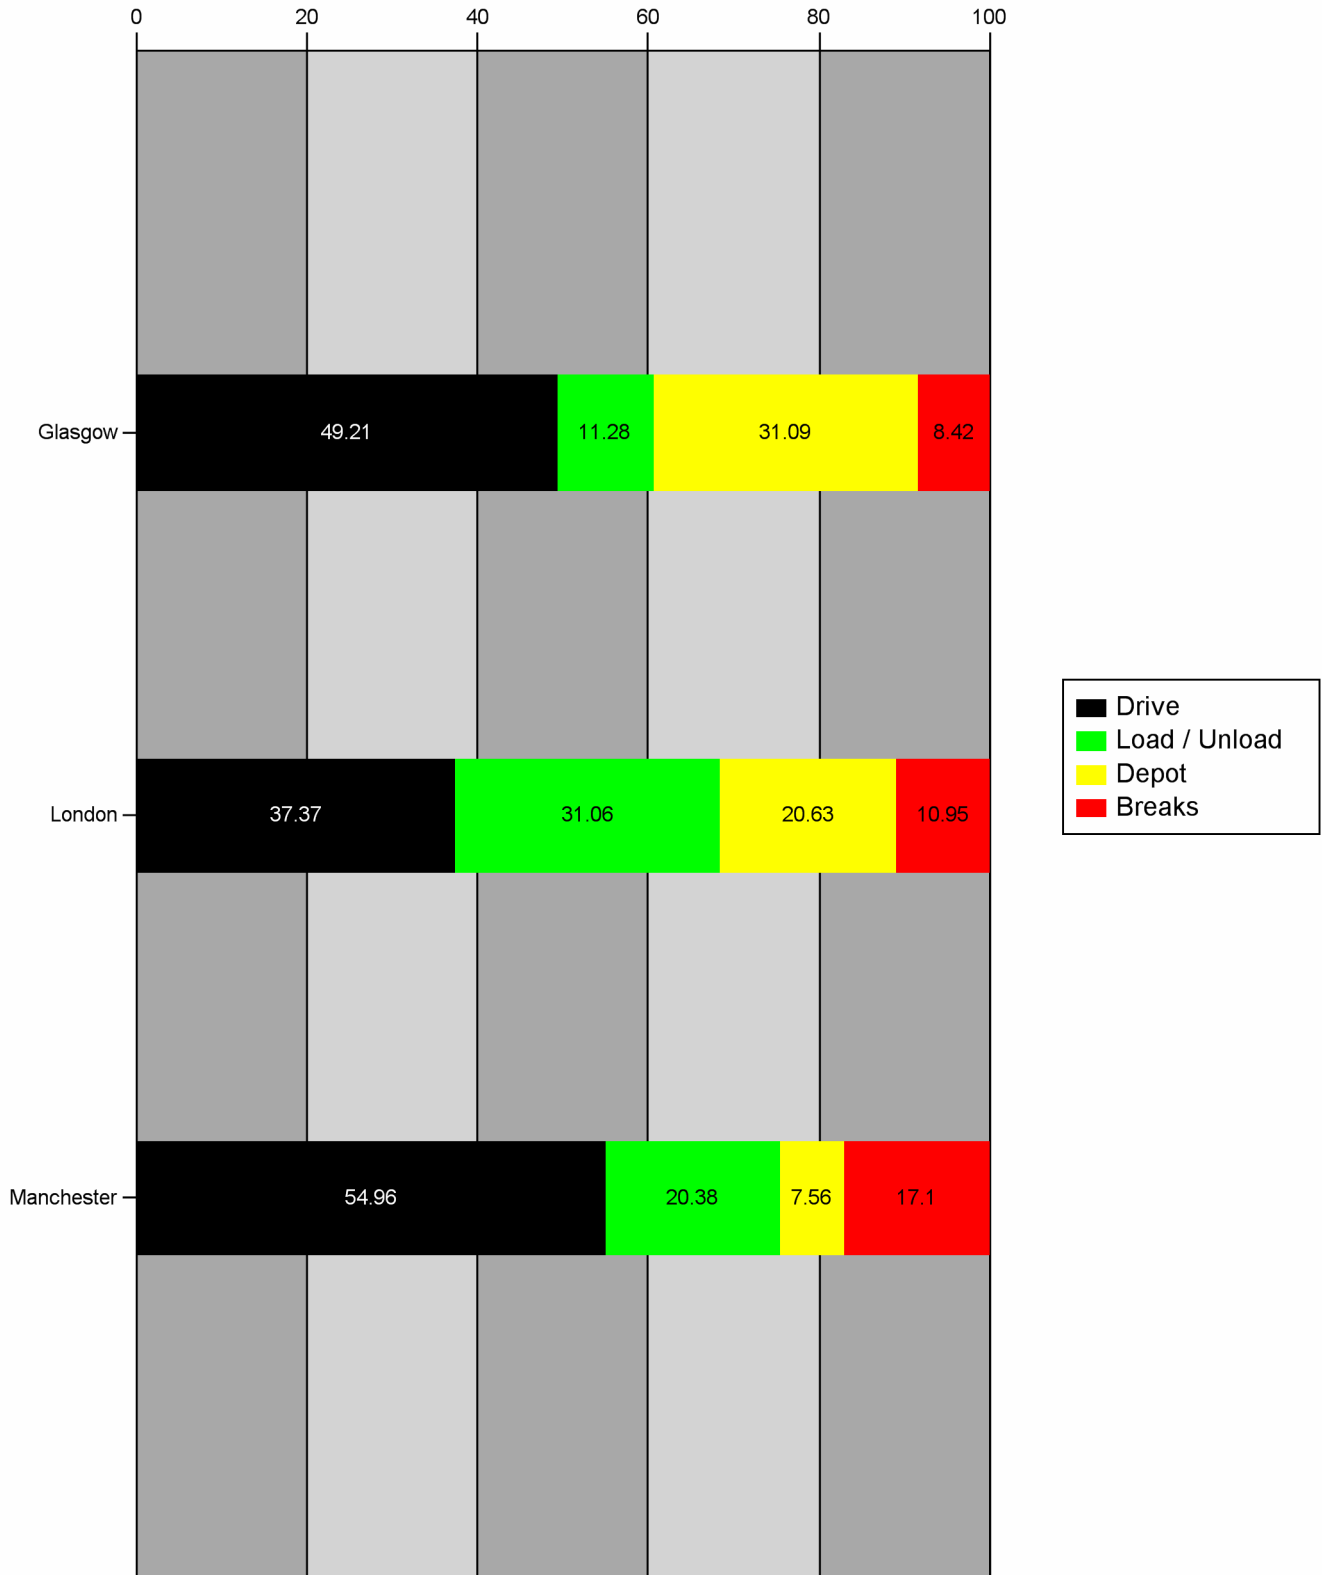 0 20 40 60 80 100
Glasgow 49.21 11.28 31.09 8.42
Drive
Load / Unload
Depot
Breaks
London 37.37 31.06 20.63 10.95
Manchester 54.96 20.38 7.56 17.1